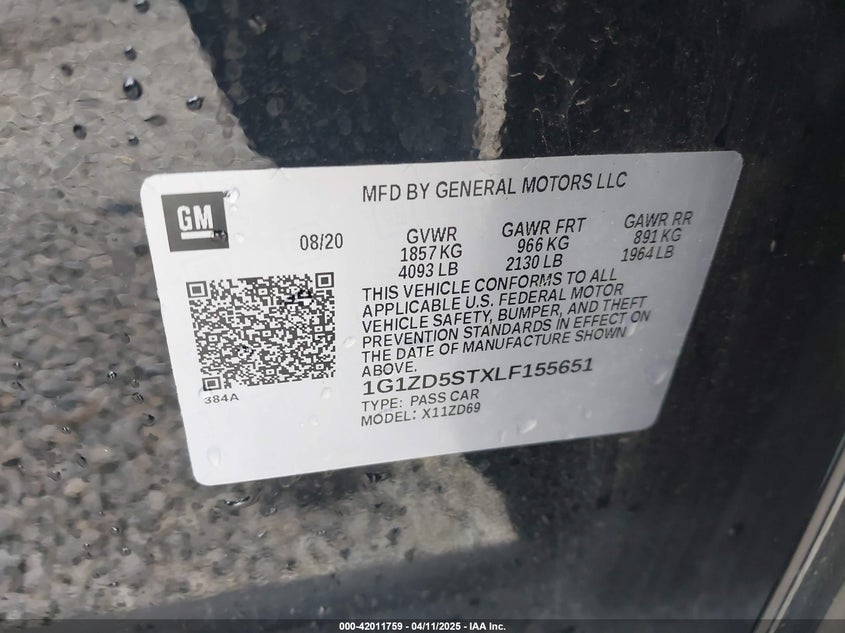 GM
MFD BY GENERAL MOTORS LLC
08/20
GVWR
1857 KG
4093 LB
GAWR FRT
966 KG
2130 LB
GAWR RR
891 KG
1964 LB
THIS VEHICLE CONFORMS TO ALL
APPLICABLE U.S. FEDERAL MOTOR
VEHICLE SAFETY, BUMPER, AND THEFT
PREVENTION STANDARDS IN EFFECT ON
THE DATE OF MANUFACTURE SHOWN
ABOVE.
384A
1G1ZD5STXLF155651
TYPE: PASS CAR
MODEL: X11ZD69
000-42011759 - 04/11/2025 - IAA Inc.